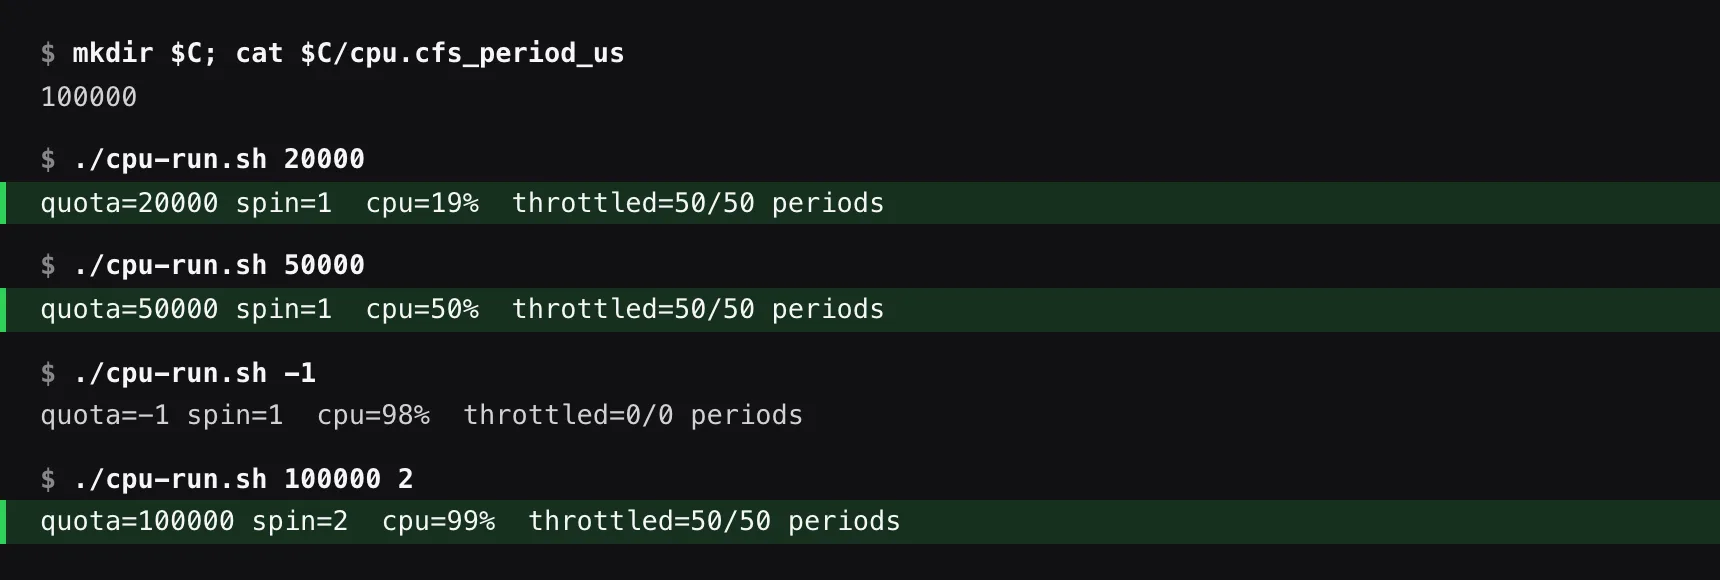 $ mkdir $C; cat $C/cpu.cfs_period_us
100000
$ ./cpu-run.sh 20000
quota=20000 spin=1  cpu=19%  throttled=50/50 periods
$ ./cpu-run.sh 50000
quota=50000 spin=1  cpu=50%  throttled=50/50 periods
$ ./cpu-run.sh -1
quota=-1 spin=1  cpu=98%  throttled=0/0 periods
$ ./cpu-run.sh 100000 2
quota=100000 spin=2  cpu=99%  throttled=50/50 periods